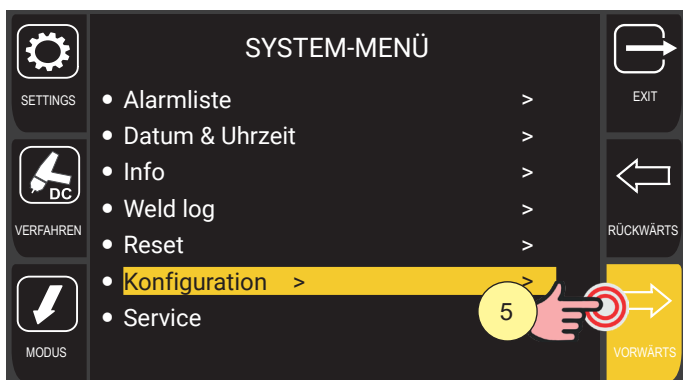 SYSTEM-MENÜ
SETTINGS
EXIT
• Alarmliste >
• Datum & Uhrzeit >
• Info >
DC
VERFAHREN
• Weld log >
RÜCKWÄRTS
• Reset >
• Konfiguration > >
5
• Service
MODUS
VORWÄRTS